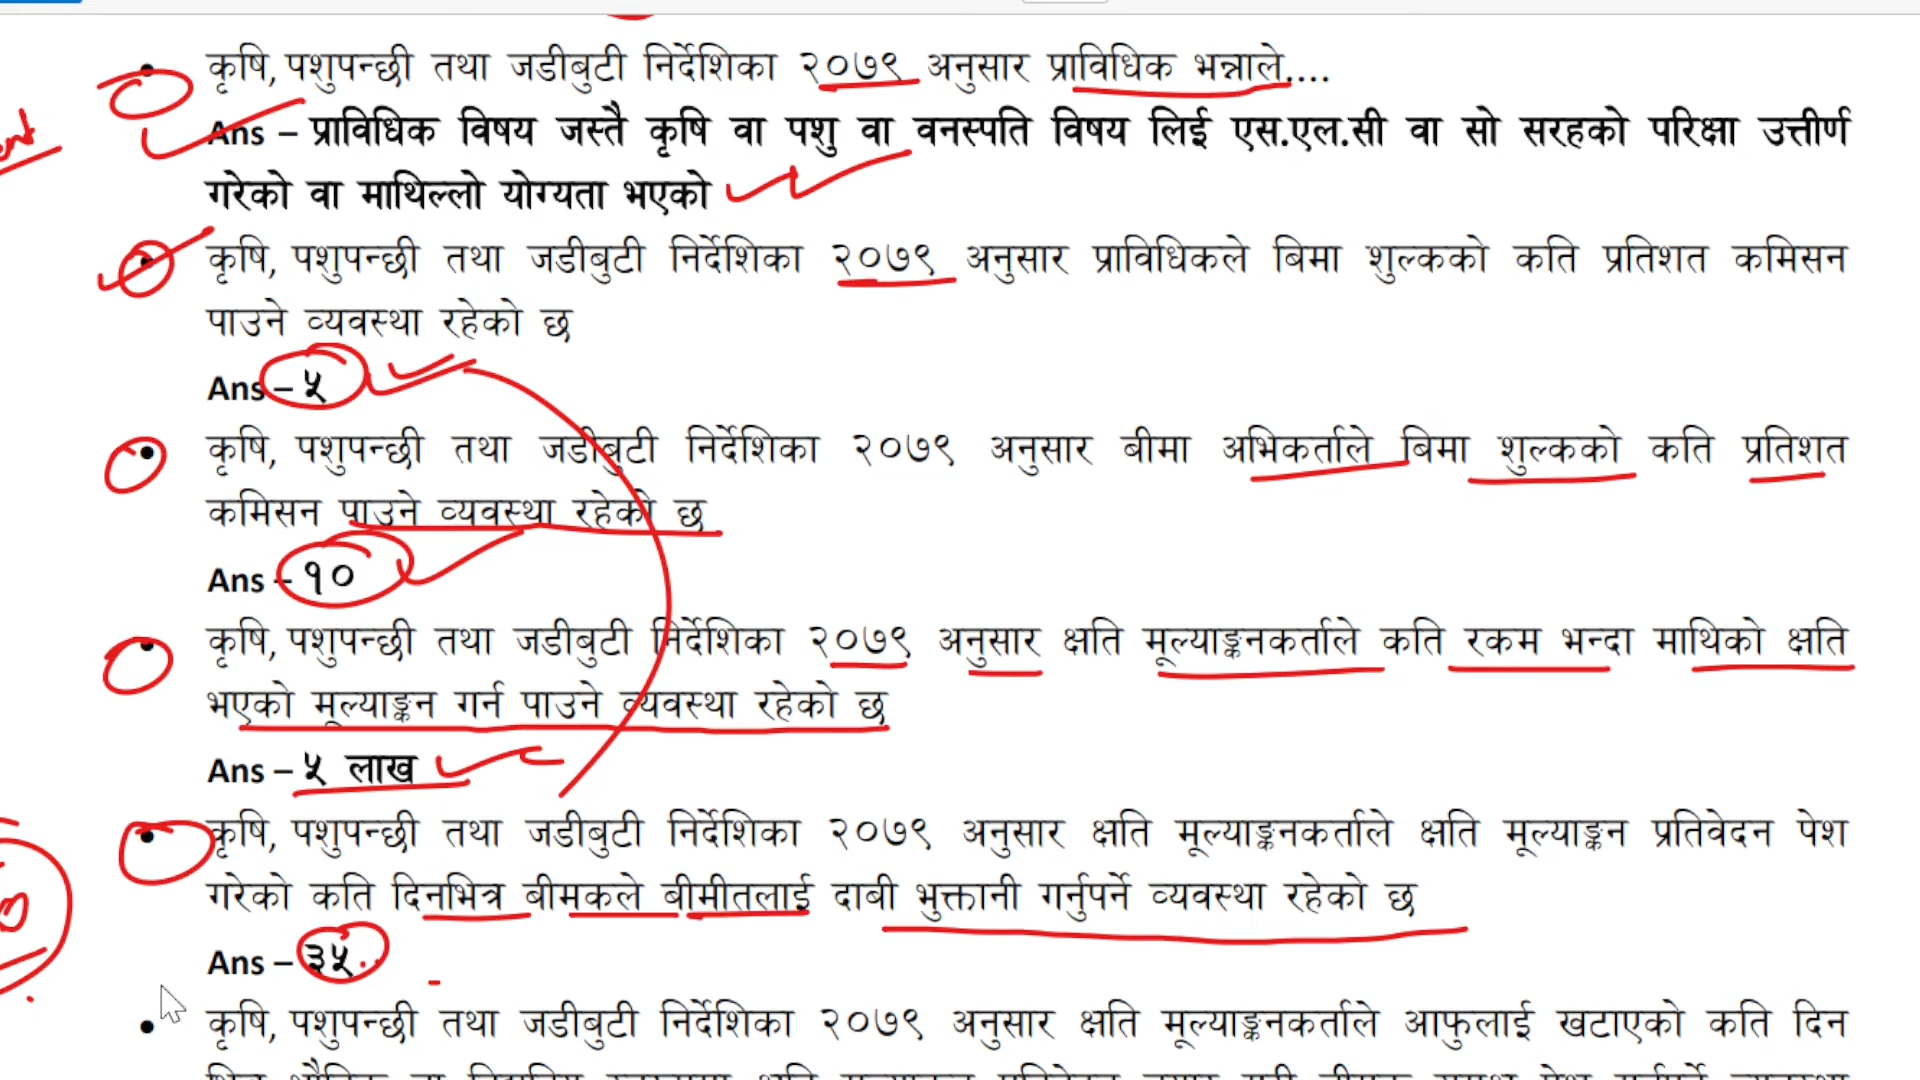 • कृषि, पशुपन्छी तथा जडीबुटी निर्देशिका २०७९ अनुसार प्राविधिक भन्नाले....
Ans – प्राविधिक विषय जस्तै कृषि वा पशु वा वनस्पति विषय लिई एस.एल.सी वा सो सरहको परिक्षा उत्तीर्ण
गरेको वा माथिल्लो योग्यता भएको
• कृषि, पशुपन्छी तथा जडीबुटी निर्देशिका २०७९ अनुसार प्राविधिकले बिमा शुल्कको कति प्रतिशत कमिसन
पाउने व्यवस्था रहेको छ
Ans – ५
• कृषि, पशुपन्छी तथा जडीबुटी निर्देशिका २०७९ अनुसार बीमा अभिकर्ताले बिमा शुल्कको कति प्रतिशत
कमिसन पाउने व्यवस्था रहेको छ
Ans – १०
• कृषि, पशुपन्छी तथा जडीबुटी निर्देशिका २०७९ अनुसार क्षति मूल्याङ्कनकर्ताले कति रकम भन्दा माथिको क्षति
भएको मूल्याङ्कन गर्न पाउने व्यवस्था रहेको छ
Ans – ५ लाख
• कृषि, पशुपन्छी तथा जडीबुटी निर्देशिका २०७९ अनुसार क्षति मूल्याङ्कनकर्ताले क्षति मूल्याङ्कन प्रतिवेदन पेश
गरेको कति दिनभित्र बीमकले बीमीतलाई दाबी भुक्तानी गर्नुपर्ने व्यवस्था रहेको छ
Ans – ३५
• कृषि, पशुपन्छी तथा जडीबुटी निर्देशिका २०७९ अनुसार क्षति मूल्याङ्कनकर्ताले आफुलाई खटाएको कति दिन